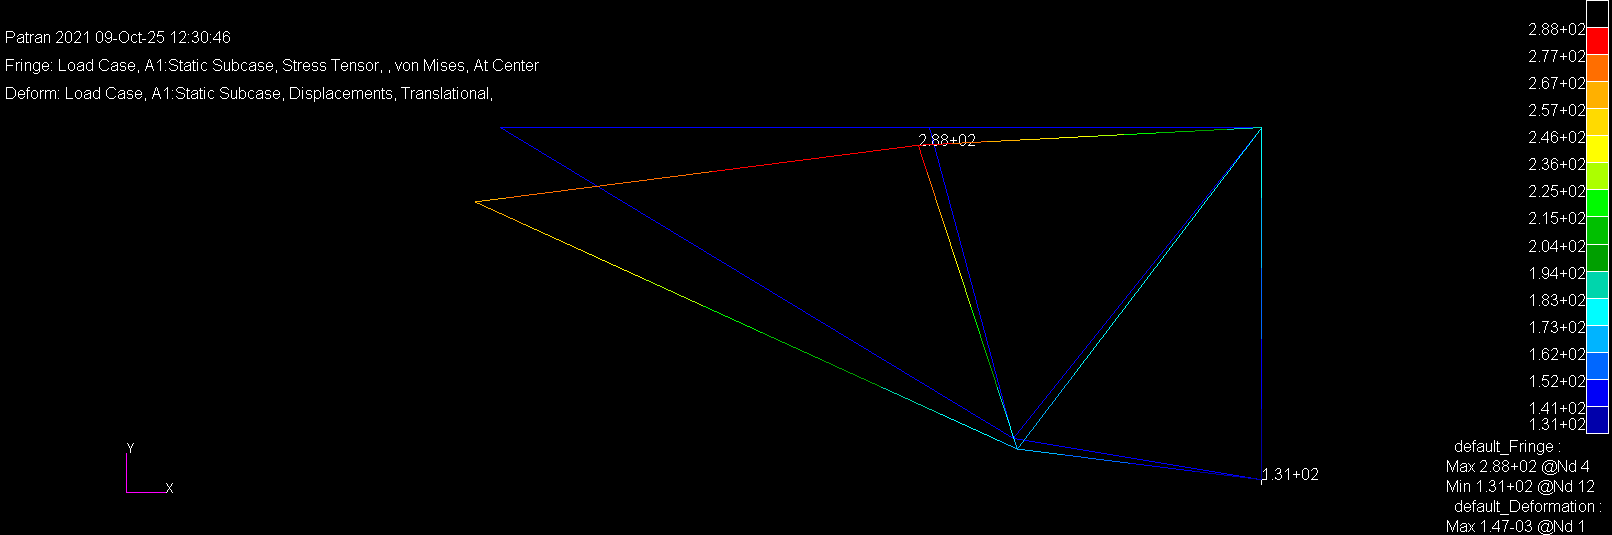 Patran 2021 09-Oct-25 12:30:46
Fringe: Load Case, A1:Static Subcase, Stress Tensor, , von Mises, At Center
Deform: Load Case, A1:Static Subcase, Displacements, Translational,
2.88+02
2.77+02
2.67+02
2.57+02
2.46+02
2.36+02
2.25+02
2.15+02
2.04+02
1.94+02
1.83+02
1.73+02
1.62+02
1.52+02
1.41+02
1.31+02
2.88+02
1.31+02
Y
X
default_Fringe :
Max 2.88+02 @Nd 4
Min 1.31+02 @Nd 12
default_Deformation :
Max 1.47-03 @Nd 1